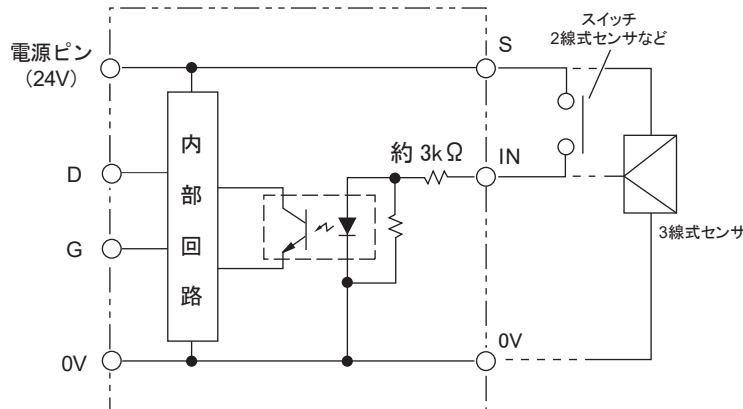 スイッチ
2線式センサなど
電源ピン
(24V)
S
内部回路
約 3kΩ
IN
D
G
3線式センサ
0V
0V